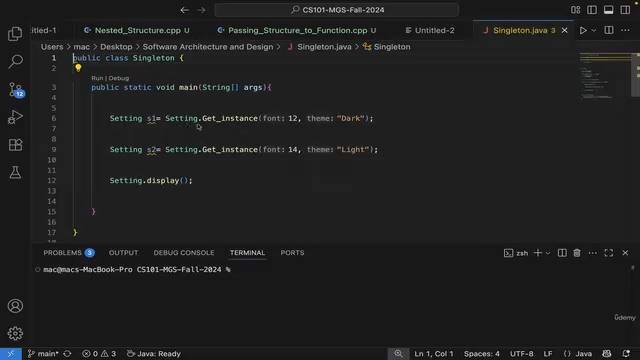 CS101-MGS-Fall-2024
ntitled-1
Nested_Structure.cpp
Passing_Structure_to_Function.cpp
Untitled-2
Singleton.java 3
Users > mac > Desktop > Software Architecture and Design > Singleton.java > Singleton
1 public class Singleton {
2
Run | Debug
3 public static void main(String[] args){
4
5
6 Setting s1= Setting.Get_instance(font: 12, theme: "Dark");
7
8
9 Setting s2= Setting.Get_instance(font: 14, theme: "Light");
10
11
12 Setting.display();
13
14
15 }
16
17 }
18
PROBLEMS 3 OUTPUT DEBUG CONSOLE TERMINAL PORTS
zsh
mac@macs-MacBook-Pro CS101-MGS-Fall-2024 %
ûdemy
main* 0 3 Java: Ready Ln 1, Col 1 Spaces: 4 UTF-8 LF {} Java